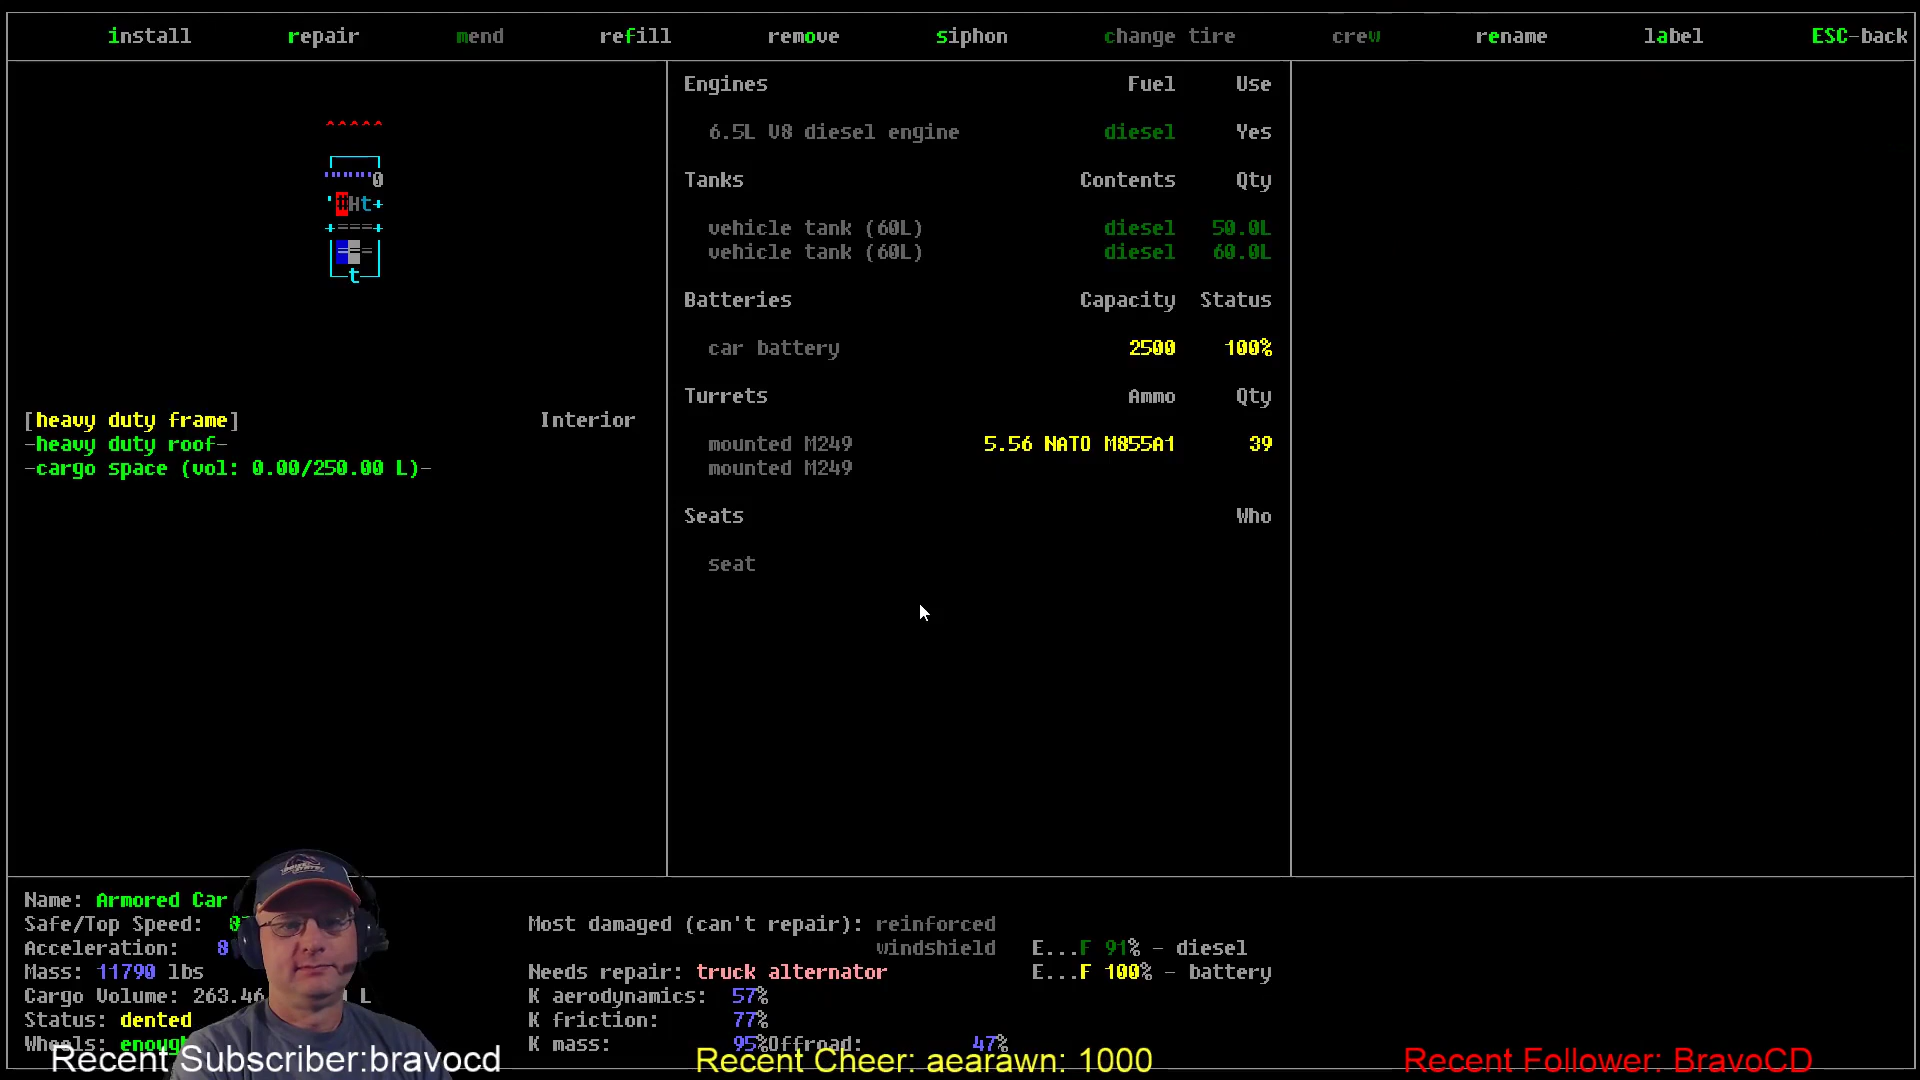 install repair mend refill remove siphon change tire crew rename label ESC-back
Engines Fuel Use
6.5L V8 diesel engine diesel Yes
Tanks Contents Qty
vehicle tank (60L) diesel 50.0L
vehicle tank (60L) diesel 60.0L
Batteries Capacity Status
car battery 2500 100%
Turrets Ammo Qty
mounted M249 5.56 NATO M855A1 39
mounted M249
Seats Who
seat
[heavy duty frame] Interior
-heavy duty roof-
-cargo space (vol: 0.00/250.00 L)-
Name: Armored Car
Safe/Top Speed:
Acceleration: 8
Mass: 11790 lbs
Cargo Volume: 263.46 L
Status: dented
Wheels: enough
Most damaged (can't repair): reinforced
windshield
Needs repair: truck alternator
K aerodynamics: 57%
K friction: 77%
K mass: 95% Offroad: 47%
E...F 91% - diesel
E...F 100% - battery
Recent Subscriber:bravocd
Recent Cheer: aearawn: 1000
Recent Follower: BravoCD